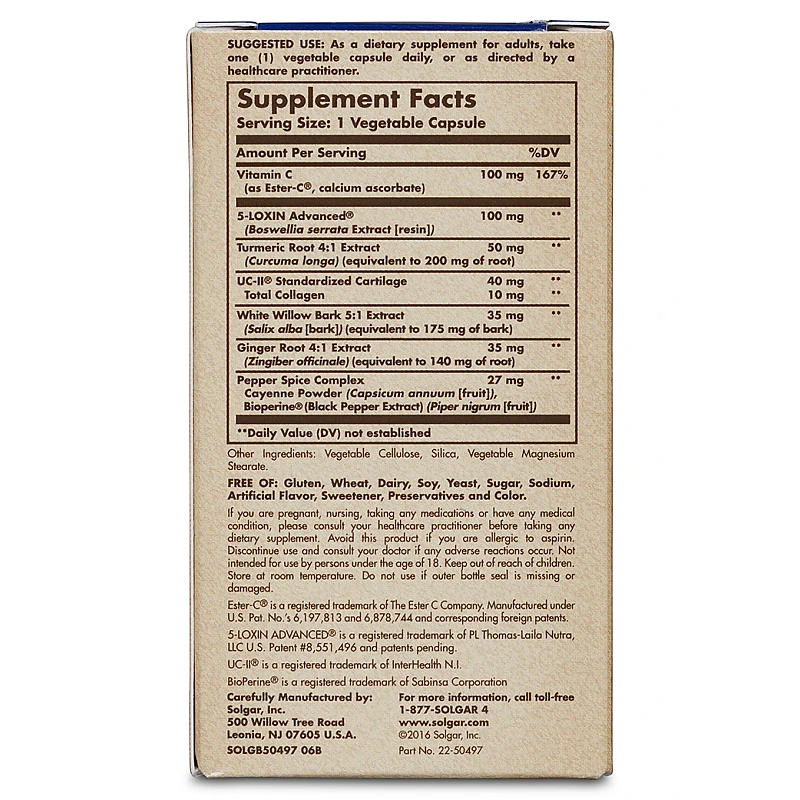 SUGGESTED USE: As a dietary supplement for adults, take
one (1) vegetable capsule daily, or as directed by a
healthcare practitioner.
Supplement Facts
Serving Size: 1 Vegetable Capsule
Amount Per Serving %DV
Vitamin C 100 mg 167%
(as Ester-C®, calcium ascorbate)
5-LOXIN Advanced® 100 mg **
(Boswellia serrata Extract [resin])
Turmeric Root 4:1 Extract 50 mg **
(Curcuma longa) (equivalent to 200 mg of root)
UC-II® Standardized Cartilage 40 mg **
Total Collagen 10 mg **
White Willow Bark 5:1 Extract 35 mg **
(Salix alba [bark]) (equivalent to 175 mg of bark)
Ginger Root 4:1 Extract 35 mg **
(Zingiber officinale) (equivalent to 140 mg of root)
Pepper Spice Complex 27 mg **
Cayenne Powder (Capsicum annuum [fruit]),
Bioperine® (Black Pepper Extract) (Piper nigrum [fruit])
**Daily Value (DV) not established
Other Ingredients: Vegetable Cellulose, Silica, Vegetable Magnesium
Stearate.
FREE OF: Gluten, Wheat, Dairy, Soy, Yeast, Sugar, Sodium,
Artificial Flavor, Sweetener, Preservatives and Color.
If you are pregnant, nursing, taking any medications or have any medical
condition, please consult your healthcare practitioner before taking any
dietary supplement. Avoid this product if you are allergic to aspirin.
Discontinue use and consult your doctor if any adverse reactions occur. Not
intended for use by persons under the age of 18. Keep out of reach of children.
Store at room temperature. Do not use if outer bottle seal is missing or
damaged.
Ester-C® is a registered trademark of The Ester C Company. Manufactured under
U.S. Pat. No.'s 6,197,813 and 6,878,744 and corresponding foreign patents.
5-LOXIN ADVANCED® is a registered trademark of PL Thomas-Laila Nutra,
LLC U.S. Patent #8,551,496 and patents pending.
UC-II® is a registered trademark of InterHealth N.I.
BioPerine® is a registered trademark of Sabinsa Corporation
Carefully Manufactured by:
Solgar, Inc.
500 Willow Tree Road
Leonia, NJ 07605 U.S.A.
SOLGB50497 06B
For more information, call toll-free
1-877-SOLGAR 4
www.solgar.com
©2016 Solgar, Inc.
Part No. 22-50497